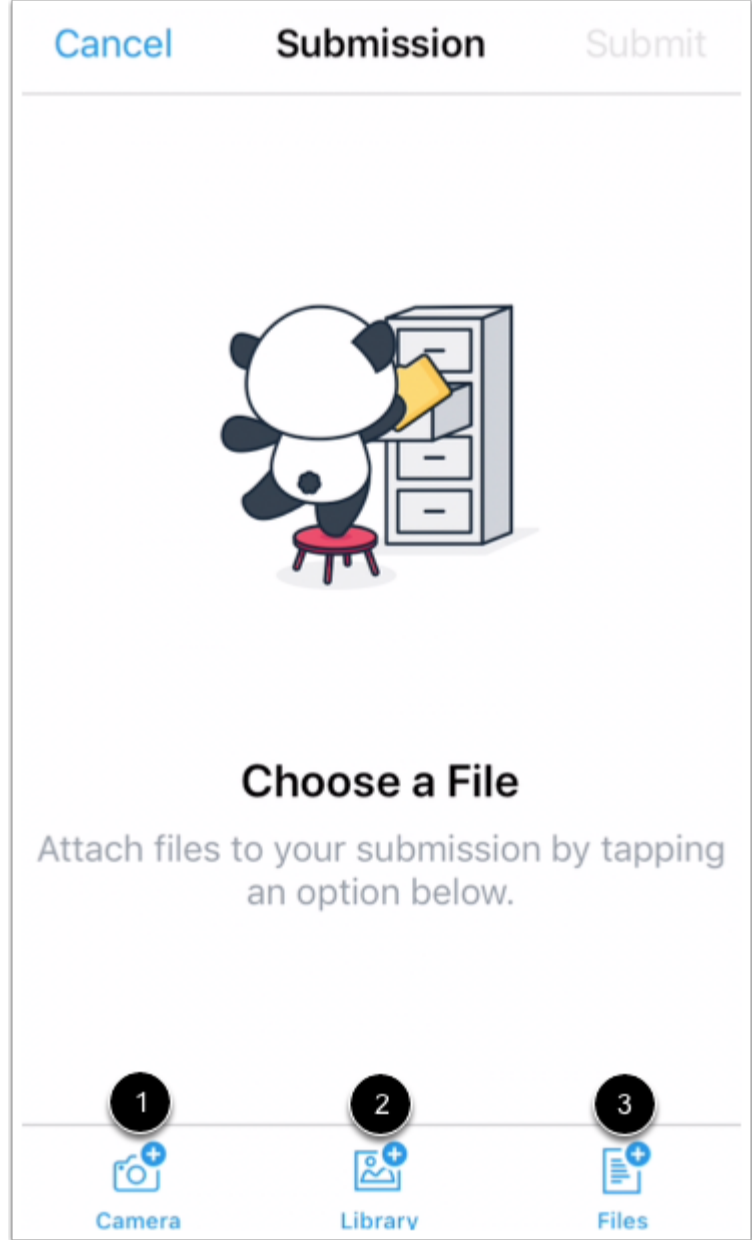 Cancel Submission Submit
Choose a File
Attach files to your submission by tapping
an option below.
1 2 3
Camera Library Files